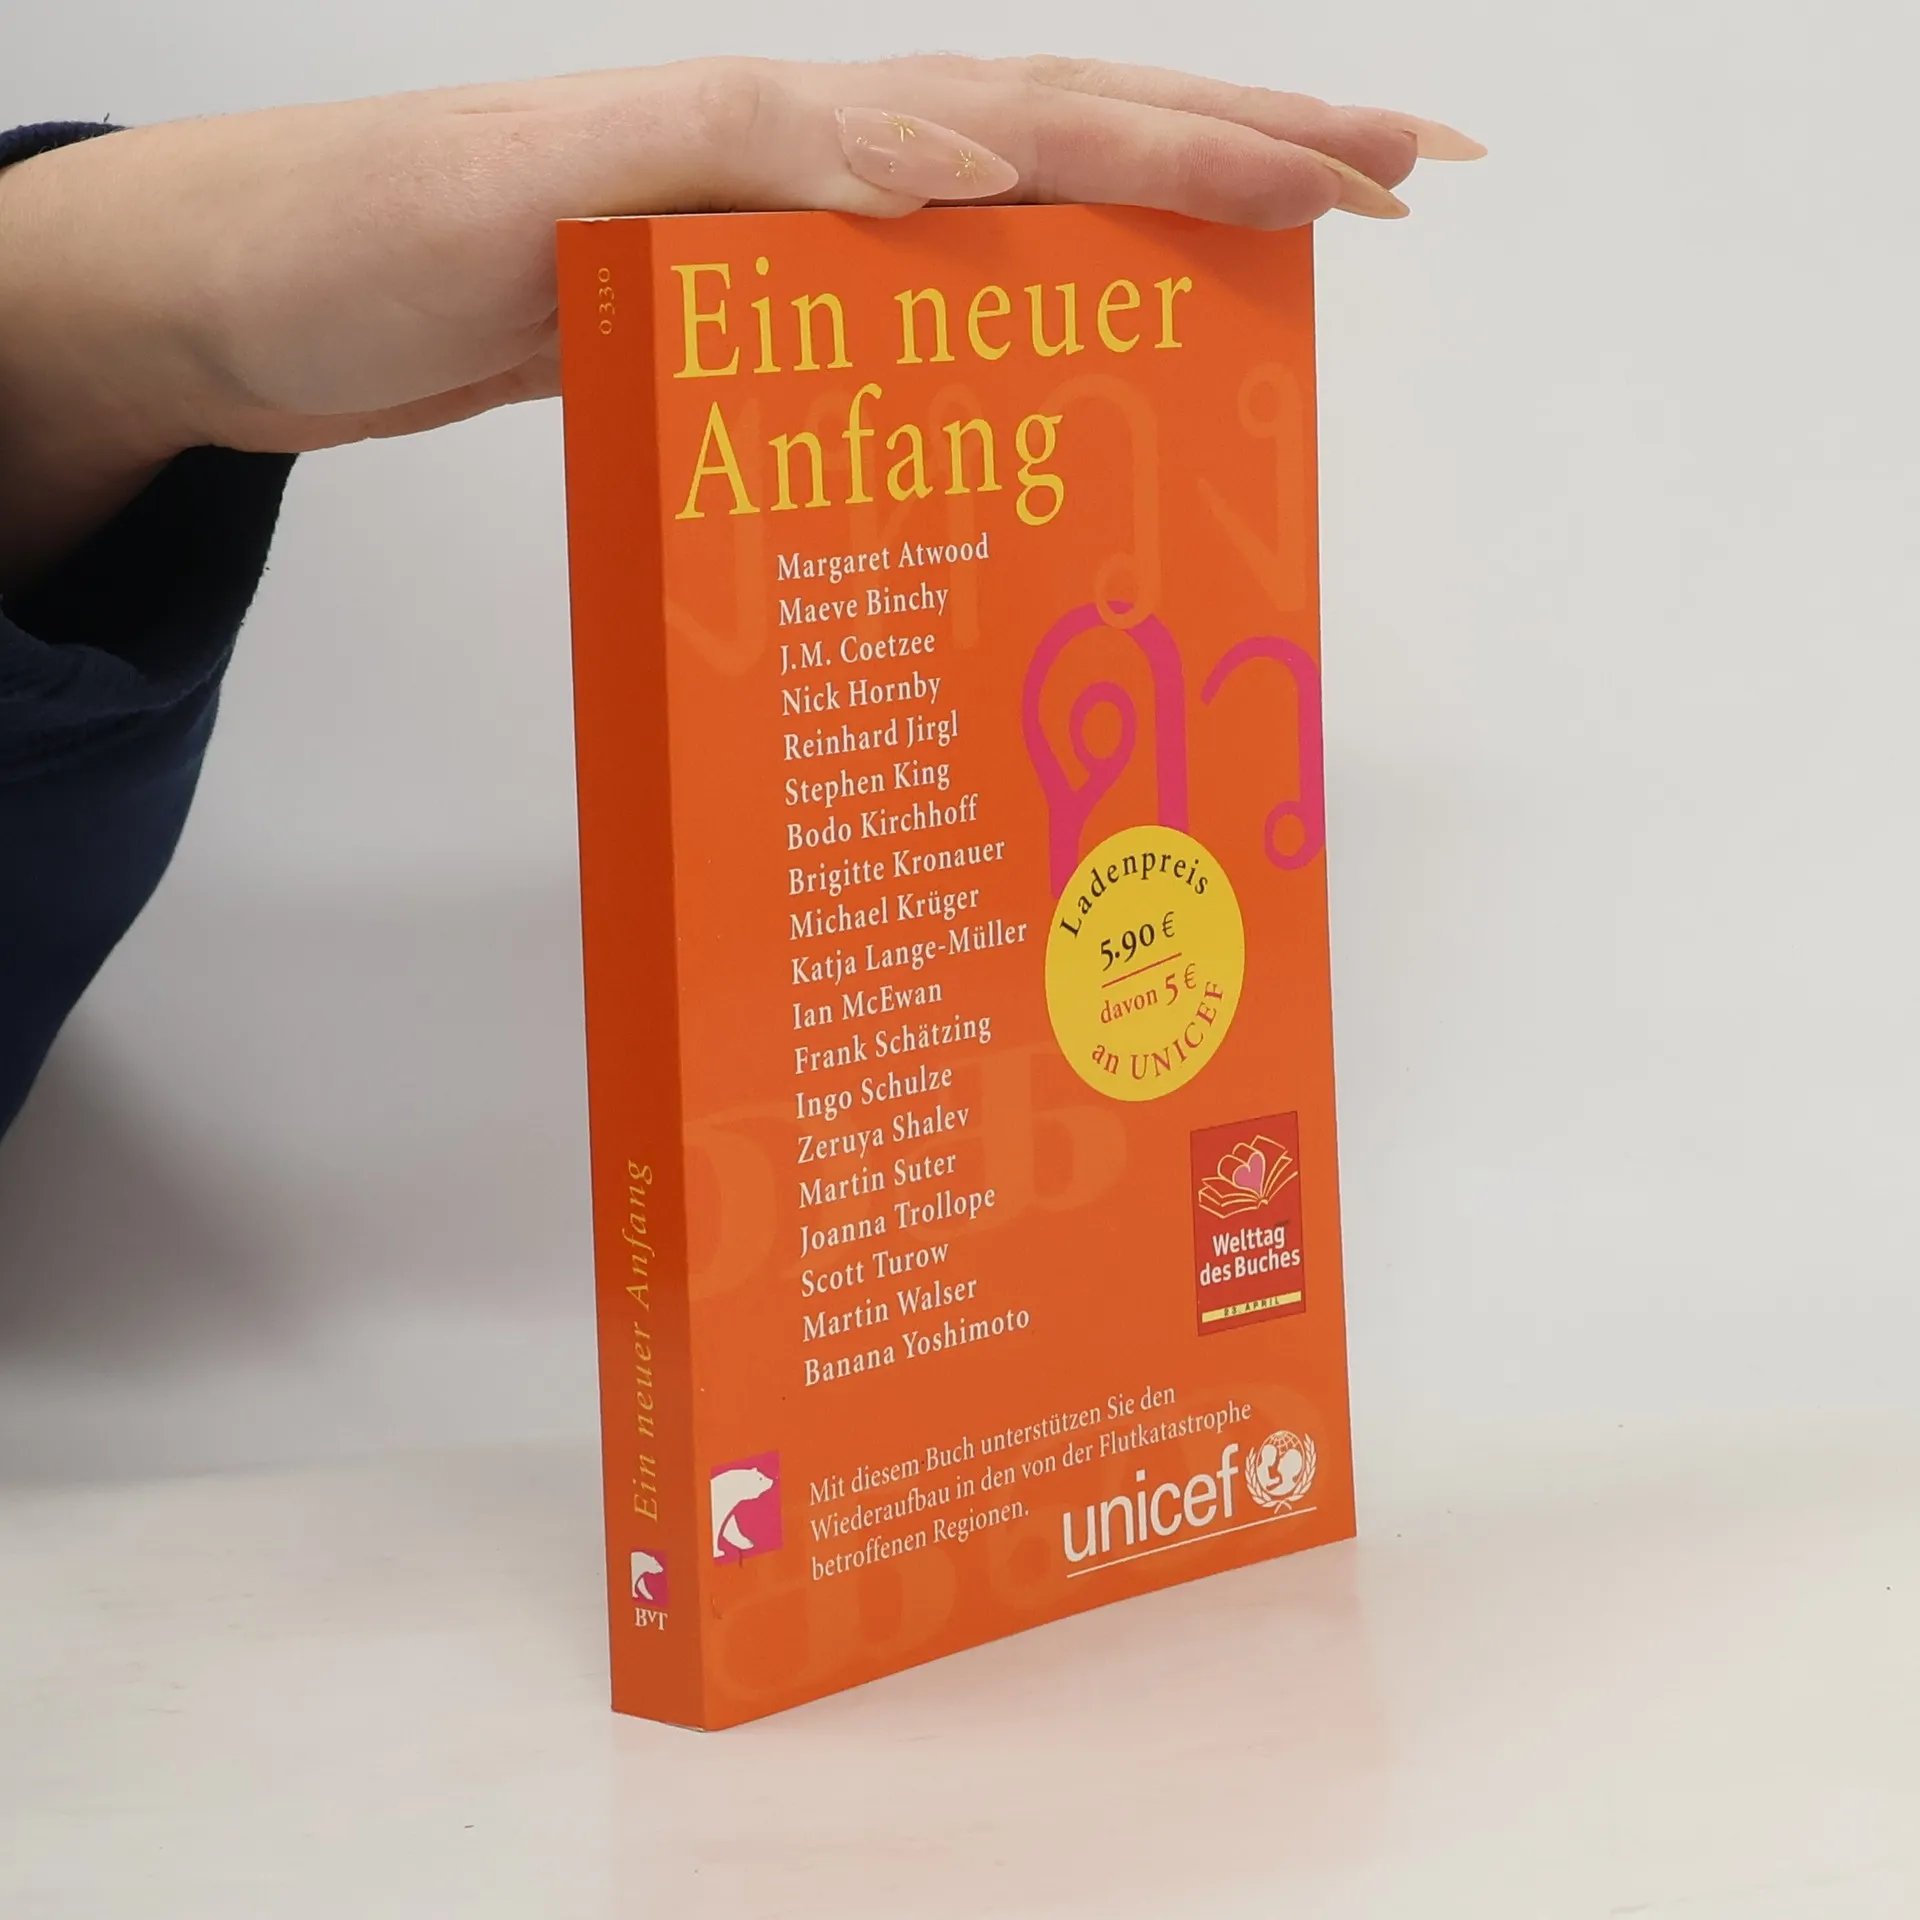 0330
Ein neuer Anfang
BvT
Ein neuer
Anfang
Margaret Atwood
Maeve Binchy
J.M. Coetzee
Nick Hornby
Reinhard Jirgl
Stephen King
Bodo Kirchhoff
Brigitte Kronauer
Michael Krüger
Katja Lange-Müller
Ian McEwan
Frank Schätzing
Ingo Schulze
Zeruya Shalev
Martin Suter
Joanna Trollope
Scott Turow
Martin Walser
Banana Yoshimoto
Ladenpreis
5.90 €
davon 5 €
an UNICEF
Welttag
des Buches
23. APRIL
Mit diesem Buch unterstützen Sie den
Wiederaufbau in den von der Flutkatastrophe
betroffenen Regionen.
unicef